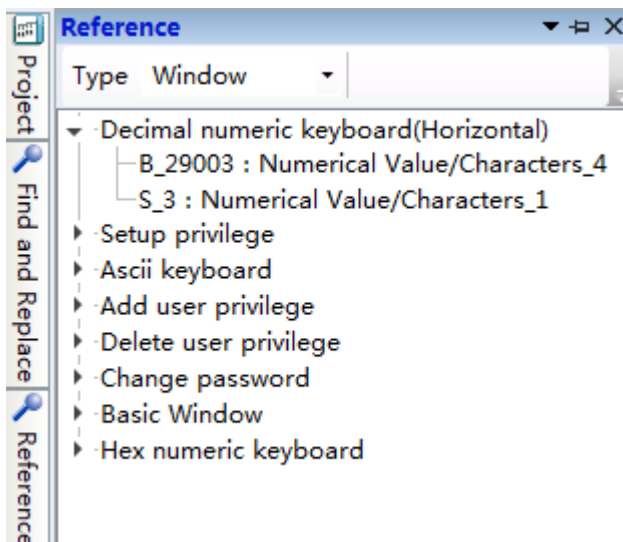 Reference
Type Window
Decimal numeric keyboard(Horizontal)
B_29003 : Numerical Value/Characters_4
S_3 : Numerical Value/Characters_1
Setup privilege
Ascii keyboard
Add user privilege
Delete user privilege
Change password
Basic Window
Hex numeric keyboard
Project
Find and Replace
Reference